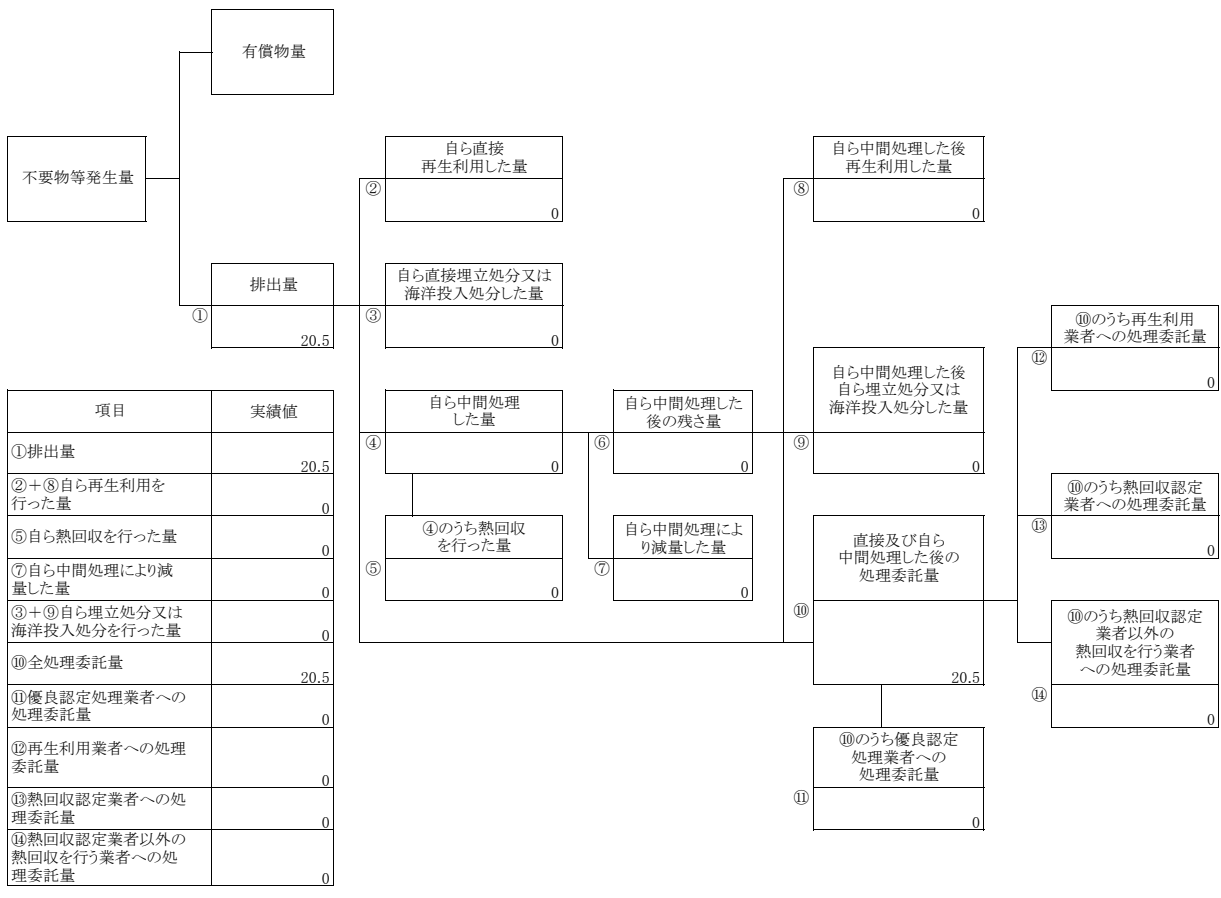 有償物量
不要物等発生量
排出量
①
20.5
自ら直接
再生利用した量
②
0
自ら直接埋立処分又は
海洋投入処分した量
③
0
自ら中間処理
した量
④
0
④のうち熱回収
を行った量
⑤
0
自ら中間処理した
後の残さ量
⑥
0
自ら中間処理によ
り減量した量
⑦
0
自ら中間処理した後
再生利用した量
⑧
0
自ら中間処理した後
自ら埋立処分又は
海洋投入処分した量
⑨
0
直接及び自ら
中間処理した後の
処理委託量
⑩
20.5
⑩のうち優良認定
処理業者への
処理委託量
⑪
0
⑩のうち再生利用
業者への処理委託量
⑫
0
⑩のうち熱回収認定
業者への処理委託量
⑬
0
⑩のうち熱回収認定
業者以外の
熱回収を行う業者
への処理委託量
⑭
0
項目 実績値
①排出量
20.5
②＋⑧自ら再生利用を
行った量
0
⑤自ら熱回収を行った量
0
⑦自ら中間処理により減
量した量
0
③＋⑨自ら埋立処分又は
海洋投入処分を行った量
0
⑩全処理委託量
20.5
⑪優良認定処理業者への
処理委託量
0
⑫再生利用業者への処理
委託量
0
⑬熱回収認定業者への処
理委託量
0
⑭熱回収認定業者以外の
熱回収を行う業者への処
理委託量
0